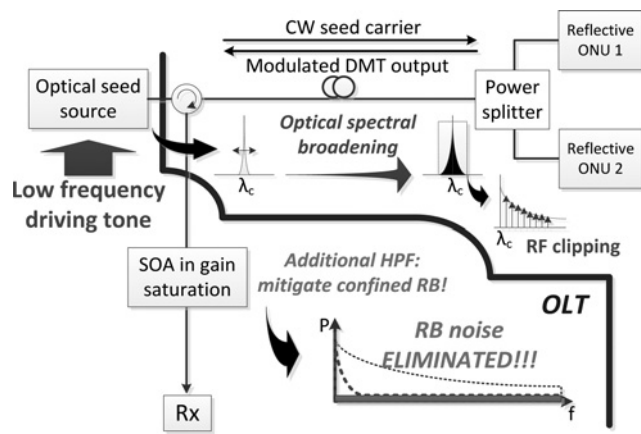 CW seed carrier
Modulated DMT output
Reflective
ONU 1
Optical seed
source
Power
splitter
Optical spectral
broadening
Reflective
ONU 2
λc
λc
λc
RF clipping
Low frequency
driving tone
SOA in gain
saturation
Additional HPF:
mitigate confined RB!
OLT
P
RB noise
ELIMINATED!!!
f
Rx